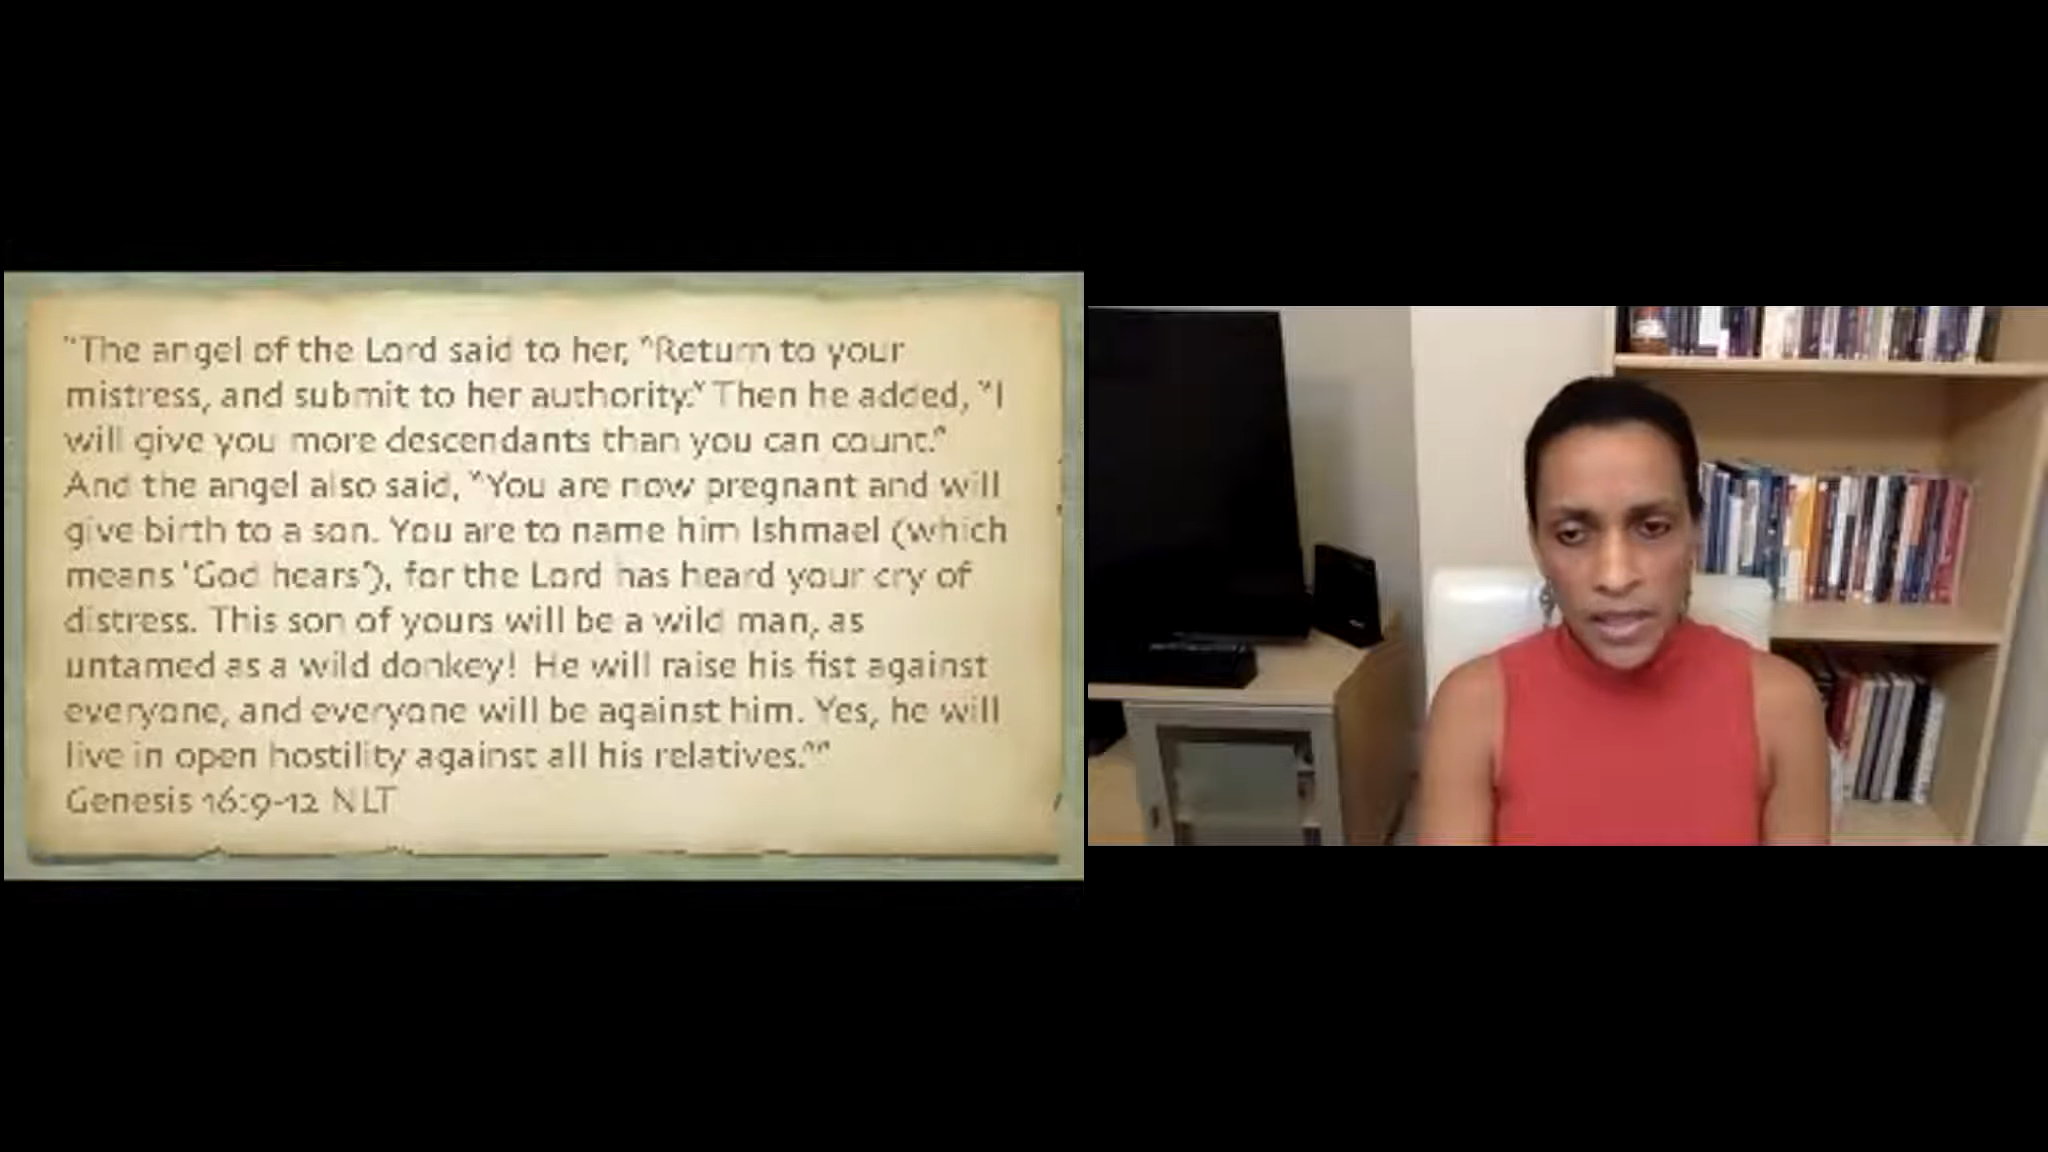 "The angel of the Lord said to her, "Return to your
mistress, and submit to her authority." Then he added, "I
will give you more descendants than you can count."
And the angel also said, "You are now pregnant and will
give birth to a son. You are to name him Ishmael (which
means 'God hears'), for the Lord has heard your cry of
distress. This son of yours will be a wild man, as
untamed as a wild donkey! He will raise his fist against
everyone, and everyone will be against him. Yes, he will
live in open hostility against all his relatives.""
Genesis 16:9-12 NLT